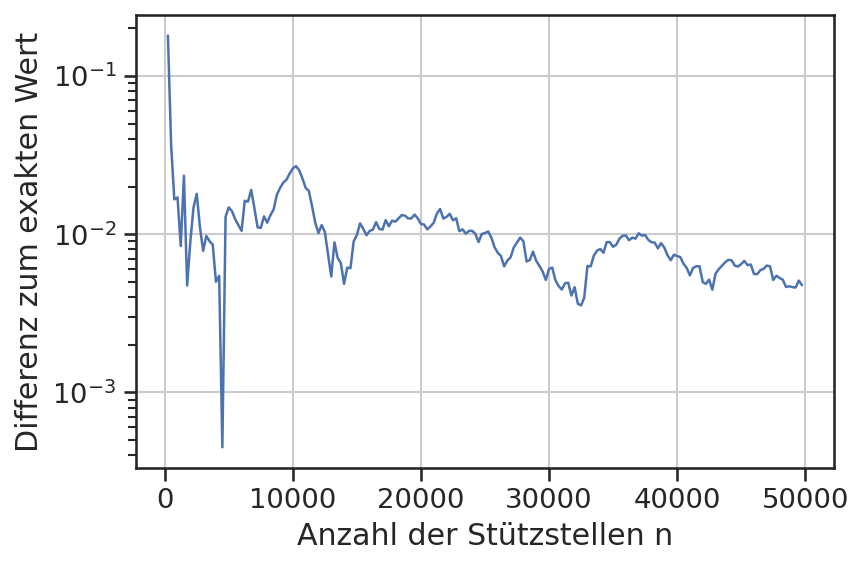 Differenz zum exakten Wert
10⁻¹
10⁻²
10⁻³
0 10000 20000 30000 40000 50000
Anzahl der Stützstellen n